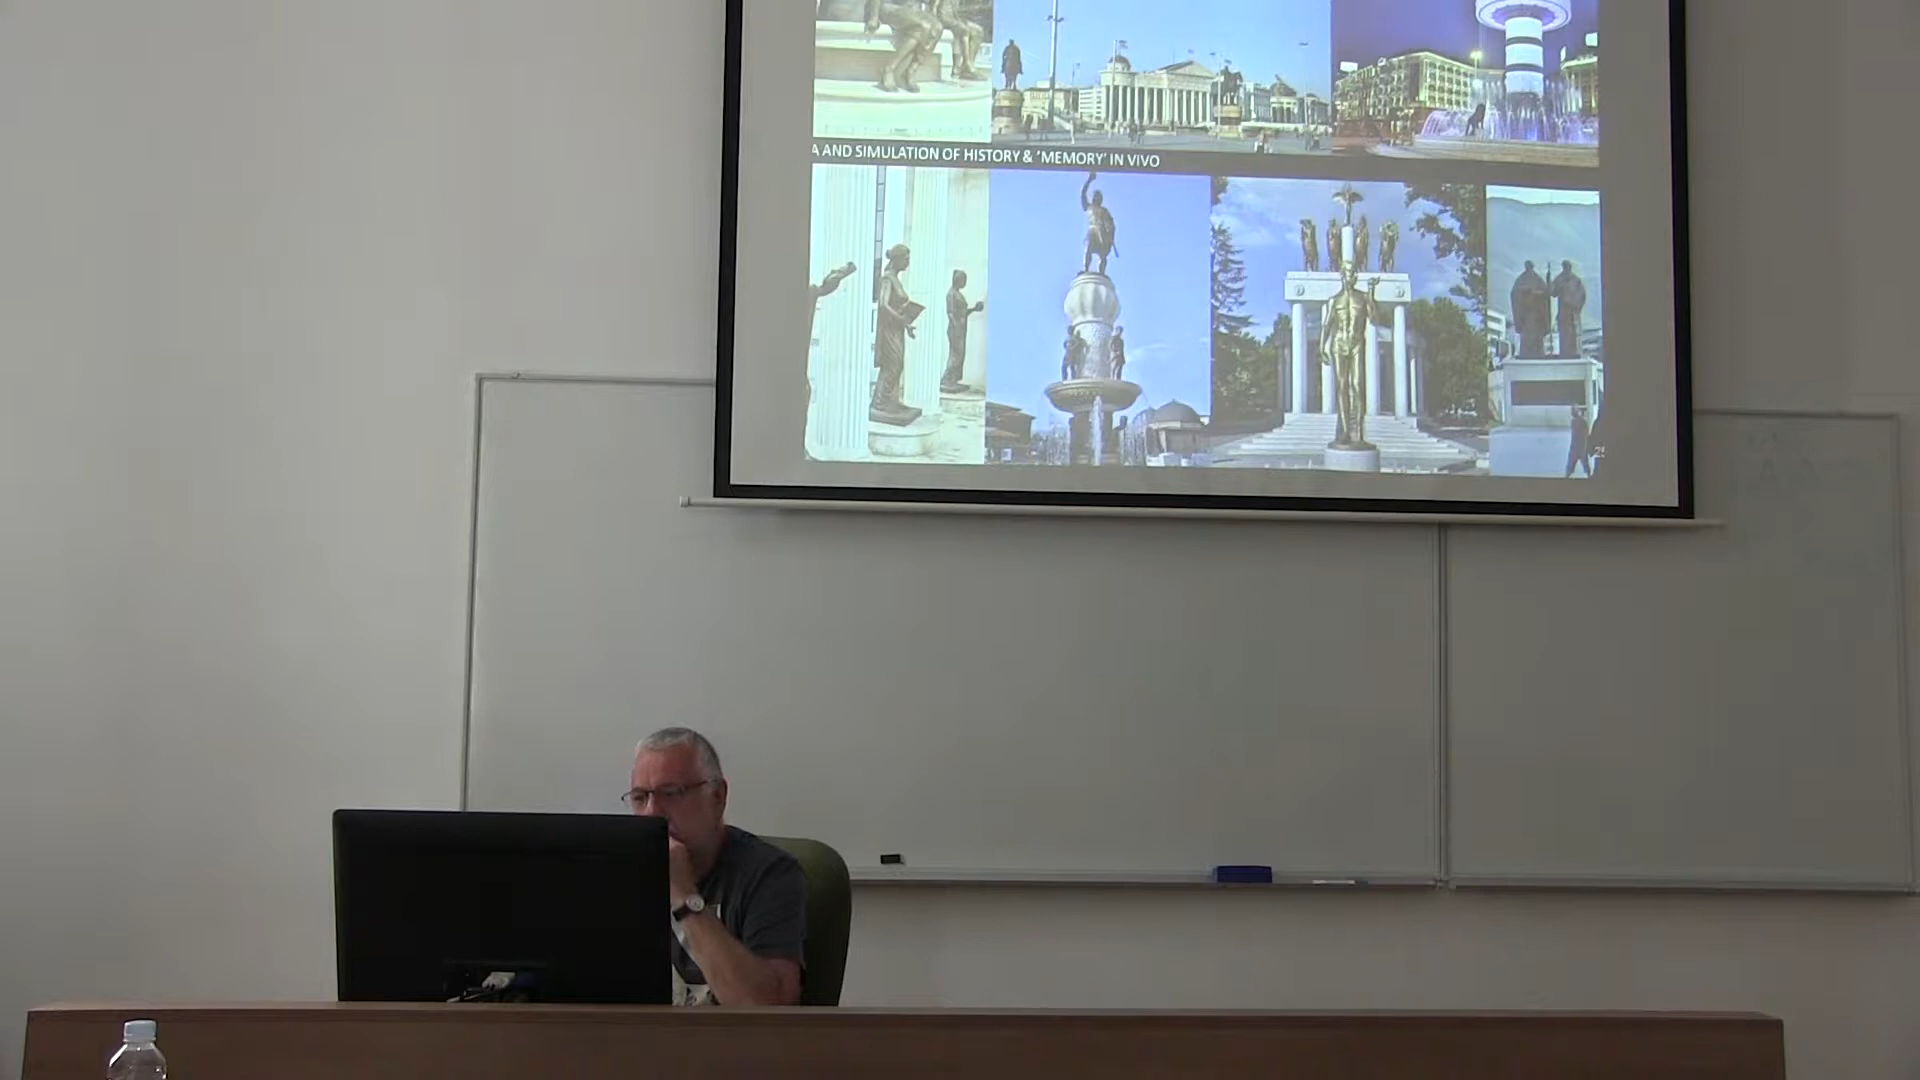 A AND SIMULATION OF HISTORY & ‘MEMORY’ IN VIVO